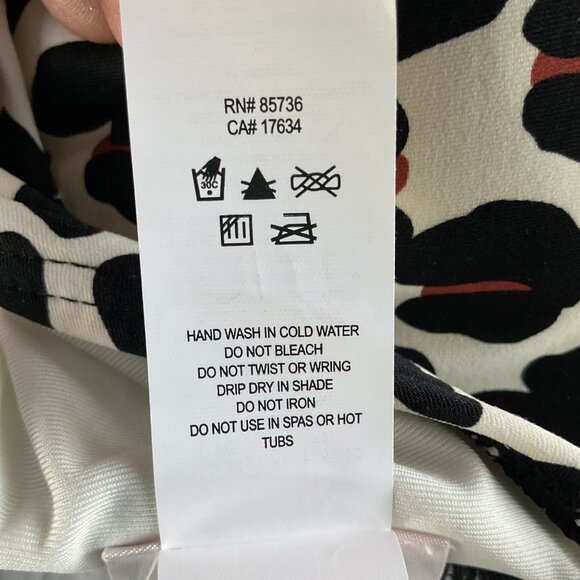 RN# 85736
CA# 17634
30C
HAND WASH IN COLD WATER
DO NOT BLEACH
DO NOT TWIST OR WRING
DRIP DRY IN SHADE
DO NOT IRON
DO NOT USE IN SPAS OR HOT
TUBS